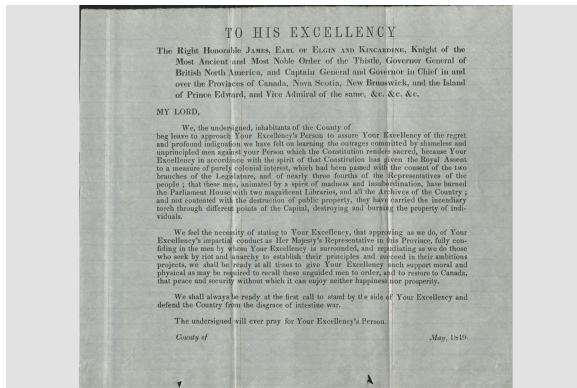 TO HIS EXCELLENCY
The Right Honorable JAMES, EARL OF ELGIN AND KINCARDINE, Knight of the
Most Ancient and Most Noble Order of the Thistle, Governor General of
British North America, and Captain General and Governor in Chief in and
over the Provinces of Canada, Nova Scotia, New Brunswick, and the Island
of Prince Edward, and Vice Admiral of the same, &c. &c. &c.
MY LORD,
We, the undersigned, inhabitants of the County of
beg leave to approach Your Excellency's Person to assure Your Excellency of the regret
and profound indignation we have felt on learning the outrages committed by shameless and
unprincipled men against your Person which the Constitution renders sacred, because Your
Excellency in accordance with the spirit of that Constitution has given the Royal Assent
to a measure of purely colonial interest, which had been passed with the consent of the two
branches of the Legislature, and of nearly three fourths of the Representatives of the
people; that these men, animated by a spirit of madness and insubordination, have burned
the Parliament House with two magnificent Libraries, and all the Archives of the Country;
and not contented with the destruction of public property, they have carried the incendiary
torch through different points of the Capital, destroying and burning the property of indi-
viduals.
We feel the necessity of stating to Your Excellency, that approving as we do, of Your
Excellency's impartial conduct as Her Majesty's Representative in this Province, fully con-
fiding in the men by whom Your Excellency is surrounded, and repudiating as we do those
who seek by riot and anarchy to establish their principles and succeed in their ambitious
projects, we shall be ready at all times to give Your Excellency such support moral and
physical as may be required to recall these misguided men to order, and to restore to Canada,
that peace and security without which it can enjoy neither happiness nor prosperity.
We shall always be ready at the first call to stand by the side of Your Excellency and
defend the Country from the disgrace of intestine war.
The undersigned will ever pray for Your Excellency's Person.
County of May, 1849.